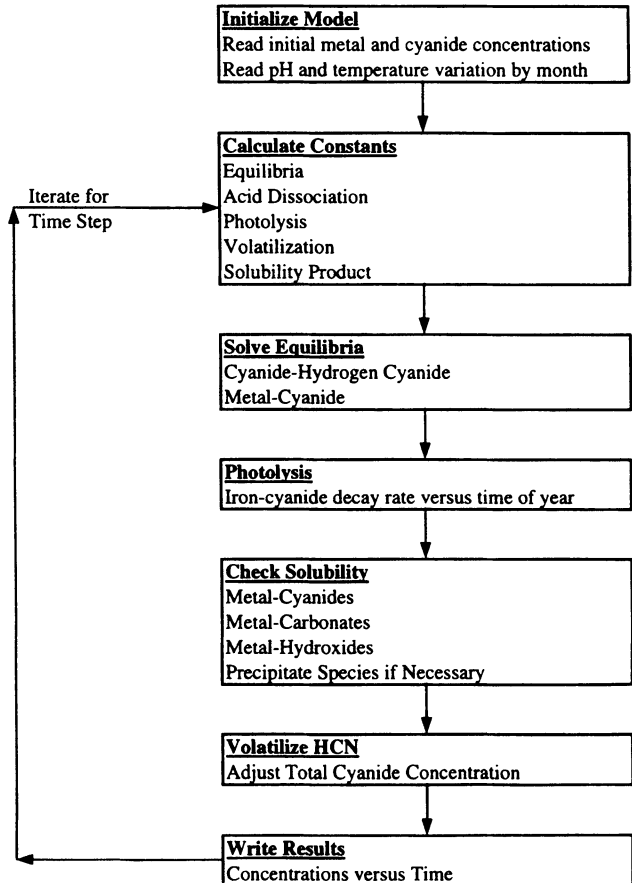 Initialize Model
Read initial metal and cyanide concentrations
Read pH and temperature variation by month
Calculate Constants
Equilibria
Acid Dissociation
Photolysis
Volatilization
Solubility Product
Iterate for
Time Step
Solve Equilibria
Cyanide-Hydrogen Cyanide
Metal-Cyanide
Photolysis
Iron-cyanide decay rate versus time of year
Check Solubility
Metal-Cyanides
Metal-Carbonates
Metal-Hydroxides
Precipitate Species if Necessary
Volatilize HCN
Adjust Total Cyanide Concentration
Write Results
Concentrations versus Time